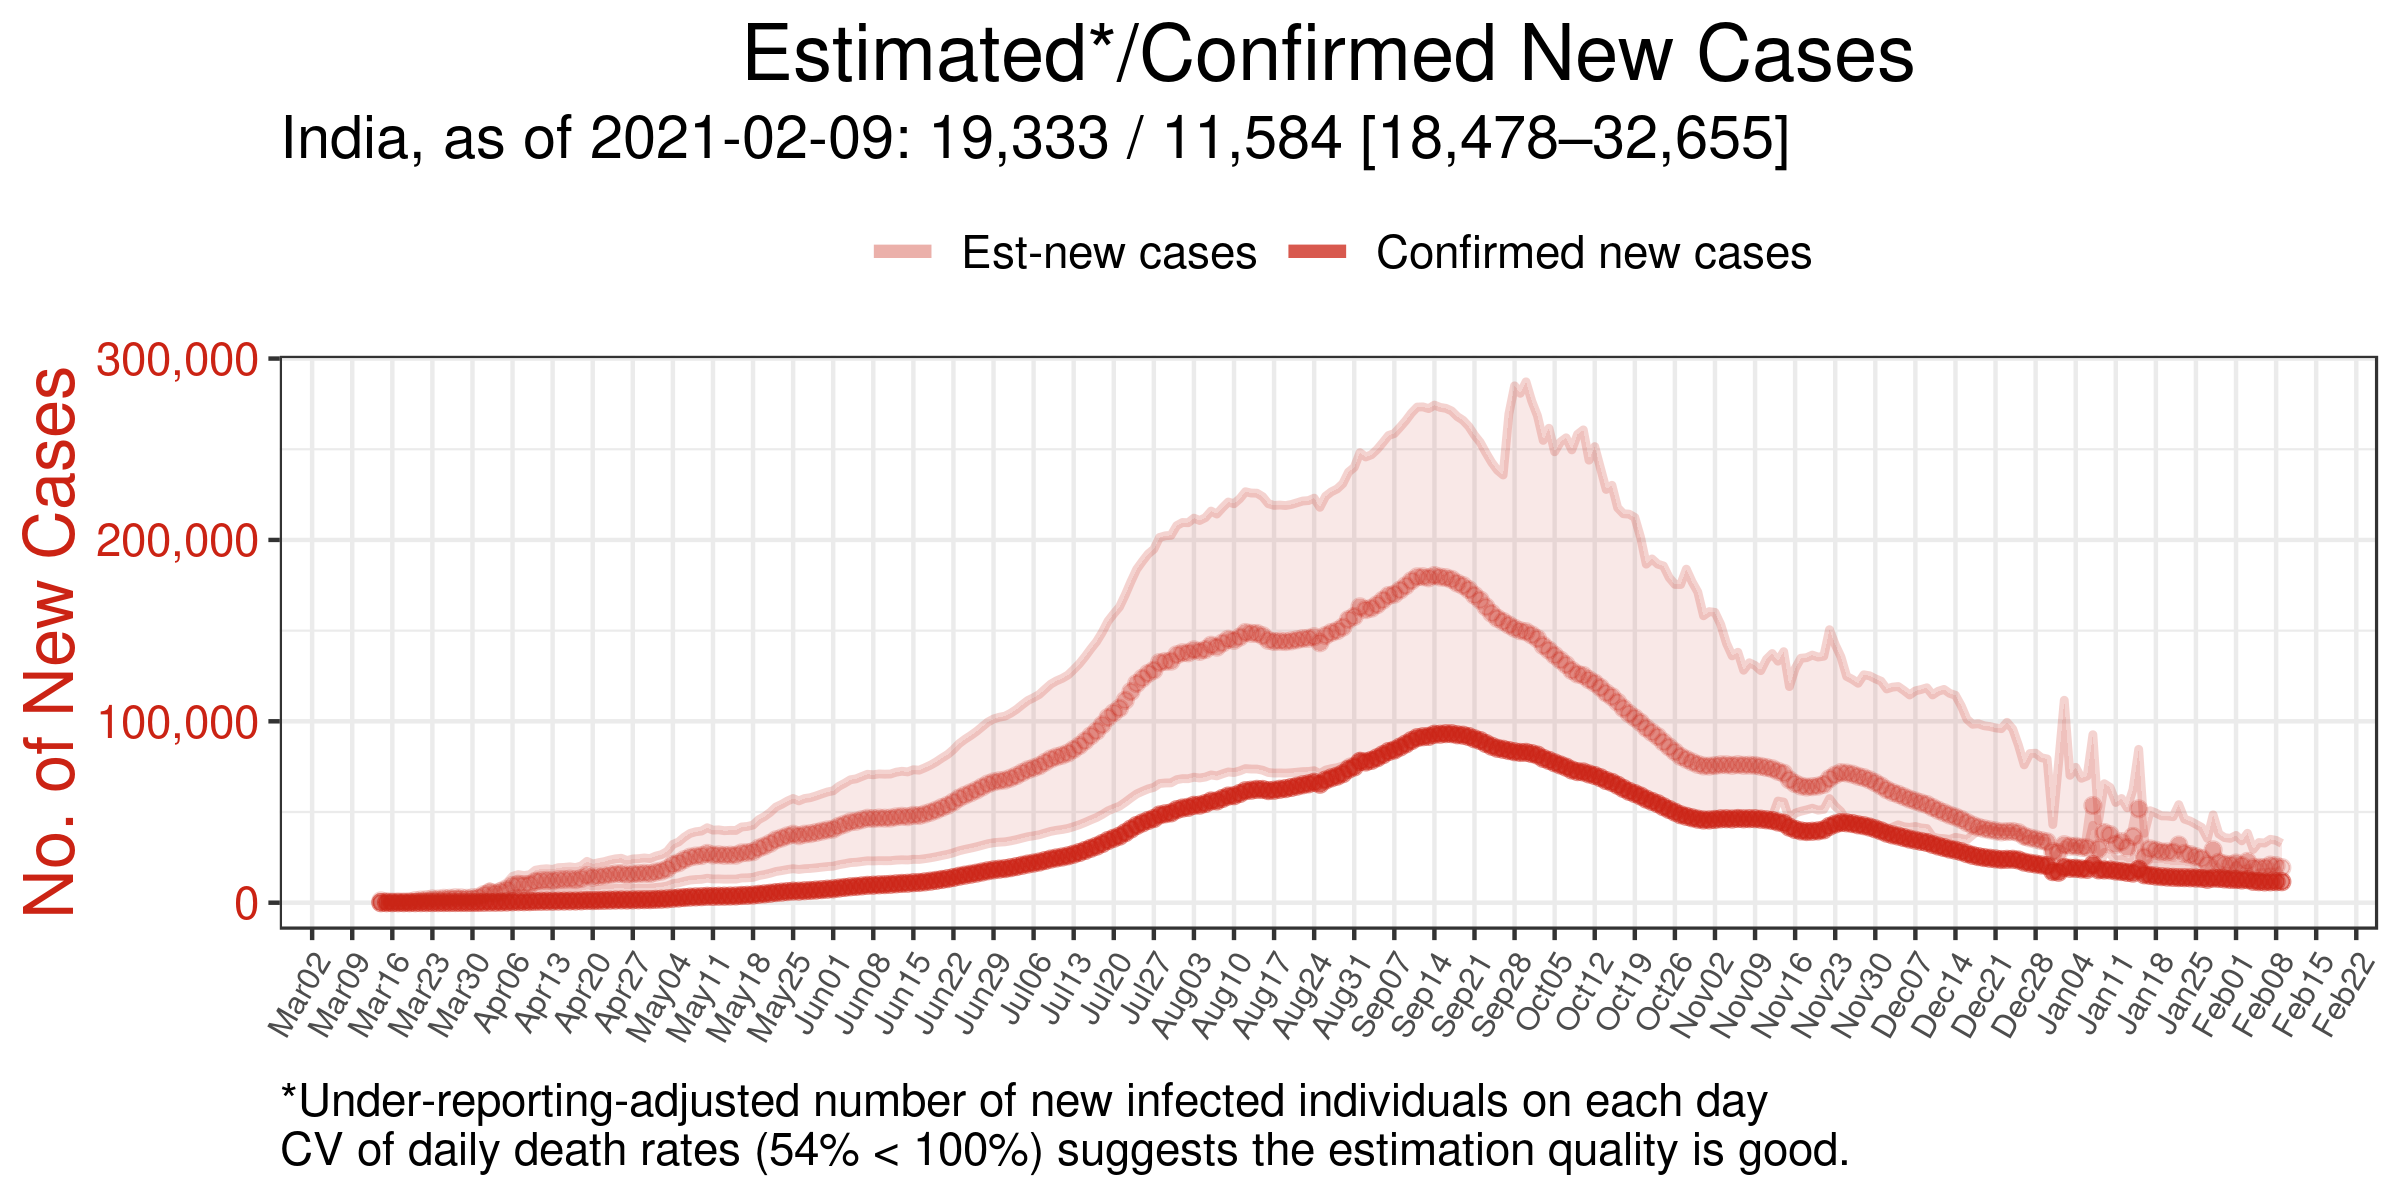 Estimated*/Confirmed New Cases
India, as of 2021-02-09: 19,333 / 11,584 [18,478–32,655]
Est-new cases
Confirmed new cases
No. of New Cases
300,000
200,000
100,000
0
Mar02
Mar09
Mar16
Mar23
Mar30
Apr06
Apr13
Apr20
Apr27
May04
May11
May18
May25
Jun01
Jun08
Jun15
Jun22
Jun29
Jul06
Jul13
Jul20
Jul27
Aug03
Aug10
Aug17
Aug24
Aug31
Sep07
Sep14
Sep21
Sep28
Oct05
Oct12
Oct19
Oct26
Nov02
Nov09
Nov16
Nov23
Nov30
Dec07
Dec14
Dec21
Dec28
Jan04
Jan11
Jan18
Jan25
Feb01
Feb08
Feb15
Feb22
*Under-reporting-adjusted number of new infected individuals on each day
CV of daily death rates (54% < 100%) suggests the estimation quality is good.